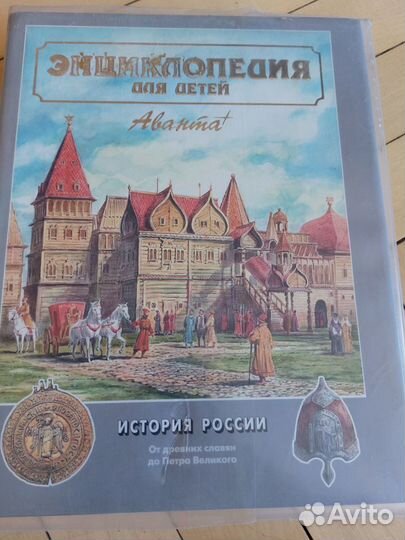 ЭНЦИКЛОПЕДИЯ
ДЛЯ ДЕТЕЙ
Аванта+
ИСТОРИЯ РОССИИ
От древних славян
до Петра Великого
Avito